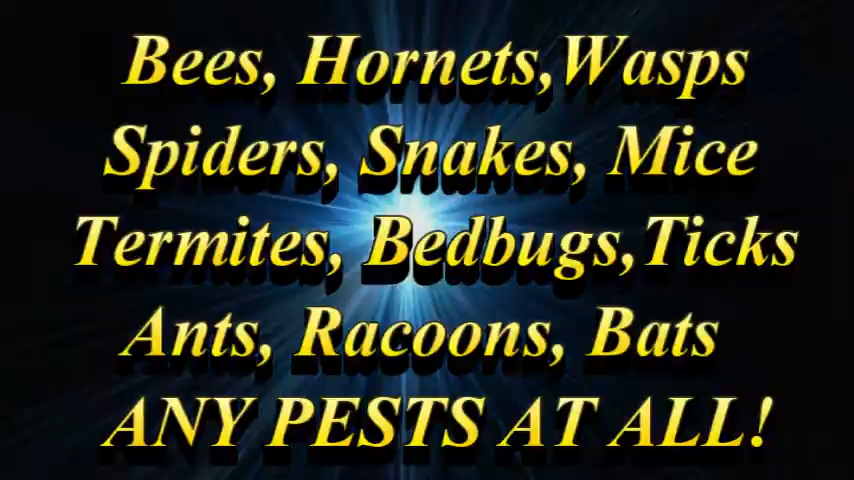 Bees, Hornets,Wasps
Spiders, Snakes, Mice
Termites, Bedbugs,Ticks
Ants, Racoons, Bats
ANY PESTS AT ALL!